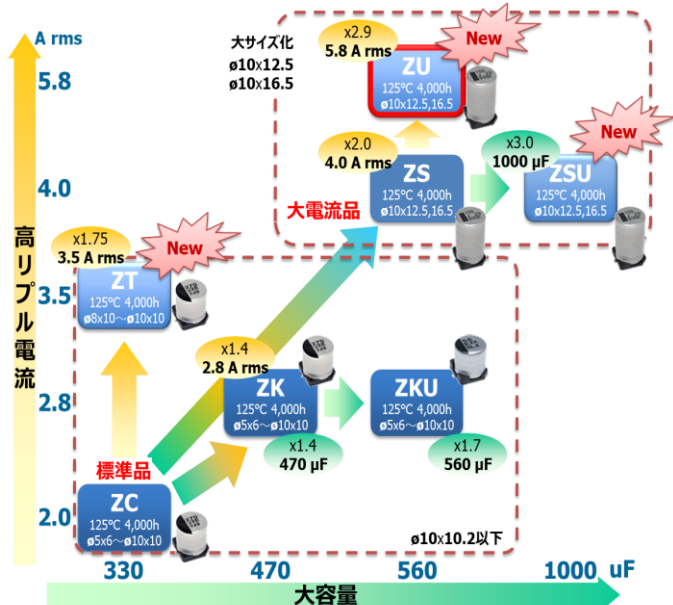 A rms
5.8
4.0
3.5
2.8
2.0
高リプル電流
大サイズ化
ø10x12.5
ø10x16.5
x2.9
5.8 A rms
New
ZU
125℃ 4,000h
ø10x12.5,16.5
x2.0
4.0 A rms
ZS
125℃ 4,000h
ø10x12.5,16.5
x3.0
1000 µF
New
ZSU
125℃ 4,000h
ø10x12.5,16.5
大電流品
x1.75
3.5 A rms
New
ZT
125℃ 4,000h
ø8x10～ø10x10
x1.4
2.8 A rms
ZK
125℃ 4,000h
ø5x6～ø10x10
x1.4
470 µF
ZKU
125℃ 4,000h
ø5x6～ø10x10
x1.7
560 µF
標準品
ZC
125℃ 4,000h
ø5x6～ø10x10
ø10x10.2以下
330
470
560
1000
uF
大容量